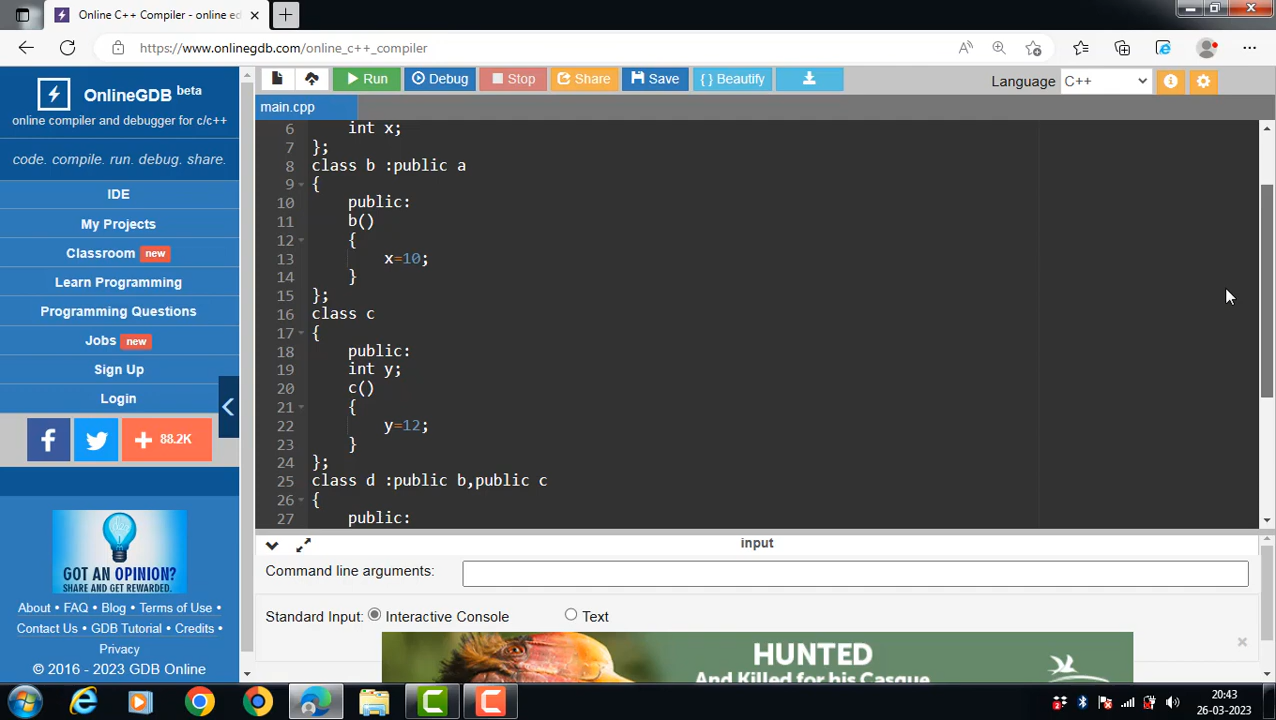 Online C++ Compiler - online ed
https://www.onlinegdb.com/online_c++_compiler
OnlineGDB beta
online compiler and debugger for c/c++
code. compile. run. debug. share.
IDE
My Projects
Classroom new
Learn Programming
Programming Questions
Jobs new
Sign Up
Login
88.2K
GOT AN OPINION?
SHARE AND GET REWARDED.
About • FAQ • Blog • Terms of Use •
Contact Us • GDB Tutorial • Credits •
Privacy
© 2016 - 2023 GDB Online
Run
Debug
Stop
Share
Save
{ } Beautify
Language C++
main.cpp
6 int x;
7 };
8 class b :public a
9 {
10 public:
11 b()
12 {
13 x=10;
14 }
15 };
16 class c
17 {
18 public:
19 int y;
20 c()
21 {
22 y=12;
23 }
24 };
25 class d :public b,public c
26 {
27 public:
input
Command line arguments:
Standard Input: Interactive Console Text
HUNTED
And Killed for his Casque
20:43
26-03-2023